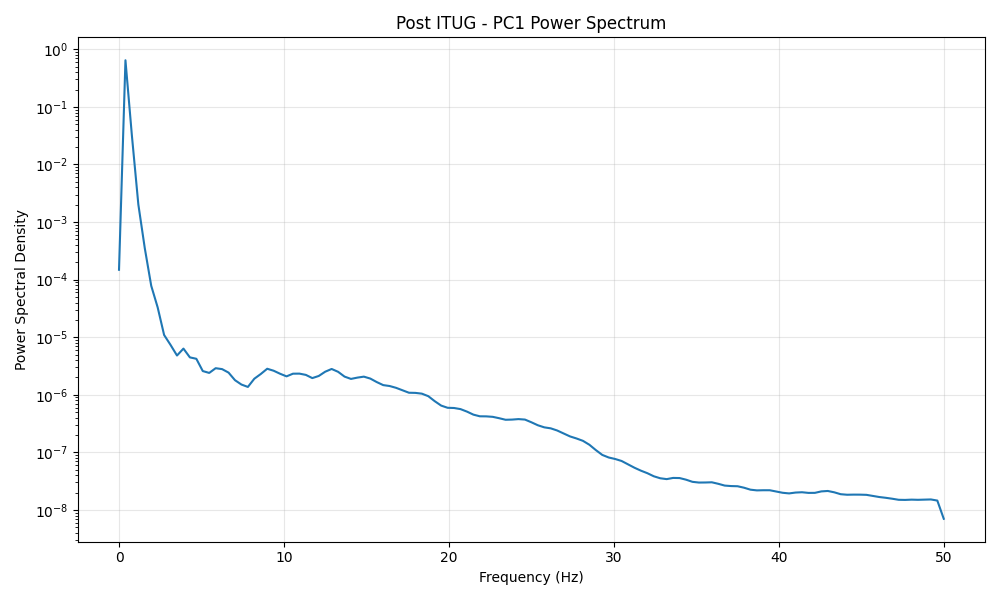 Post ITUG - PC1 Power Spectrum
Power Spectral Density
10⁰
10⁻¹
10⁻²
10⁻³
10⁻⁴
10⁻⁵
10⁻⁶
10⁻⁷
10⁻⁸
0 10 20 30 40 50
Frequency (Hz)